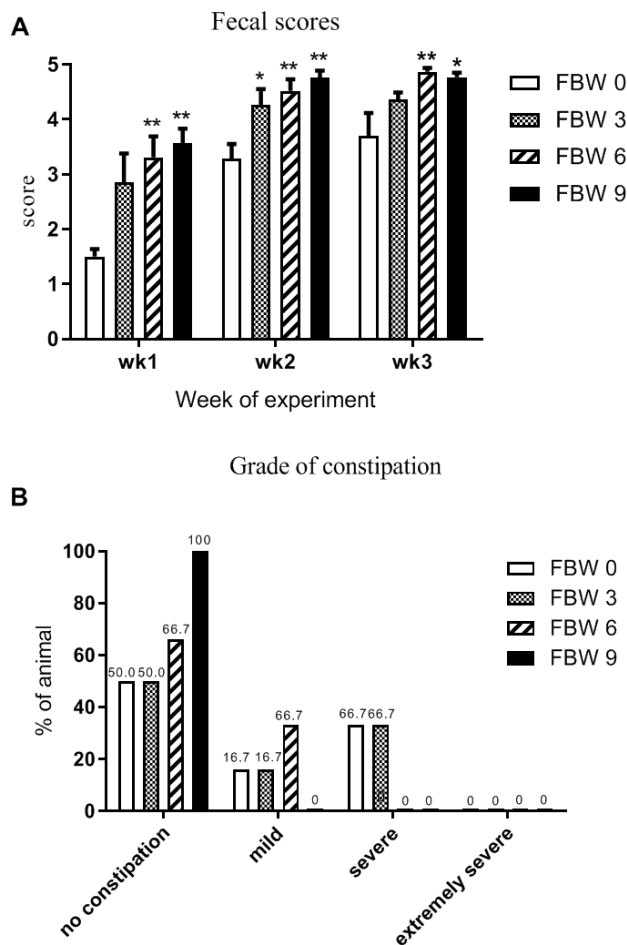 A
Fecal scores
5
4
3
2
1
0
score
** **
* ** **
** *
wk1 wk2 wk3
Week of experiment
FBW 0
FBW 3
FBW 6
FBW 9
Grade of constipation
B
100
80
60
40
20
0
% of animal
50.0 50.0 66.7 100
16.7 16.7 66.7 0
66.7 66.7 0 0
0 0 0 0
no constipation
mild
severe
extremely severe
FBW 0
FBW 3
FBW 6
FBW 9